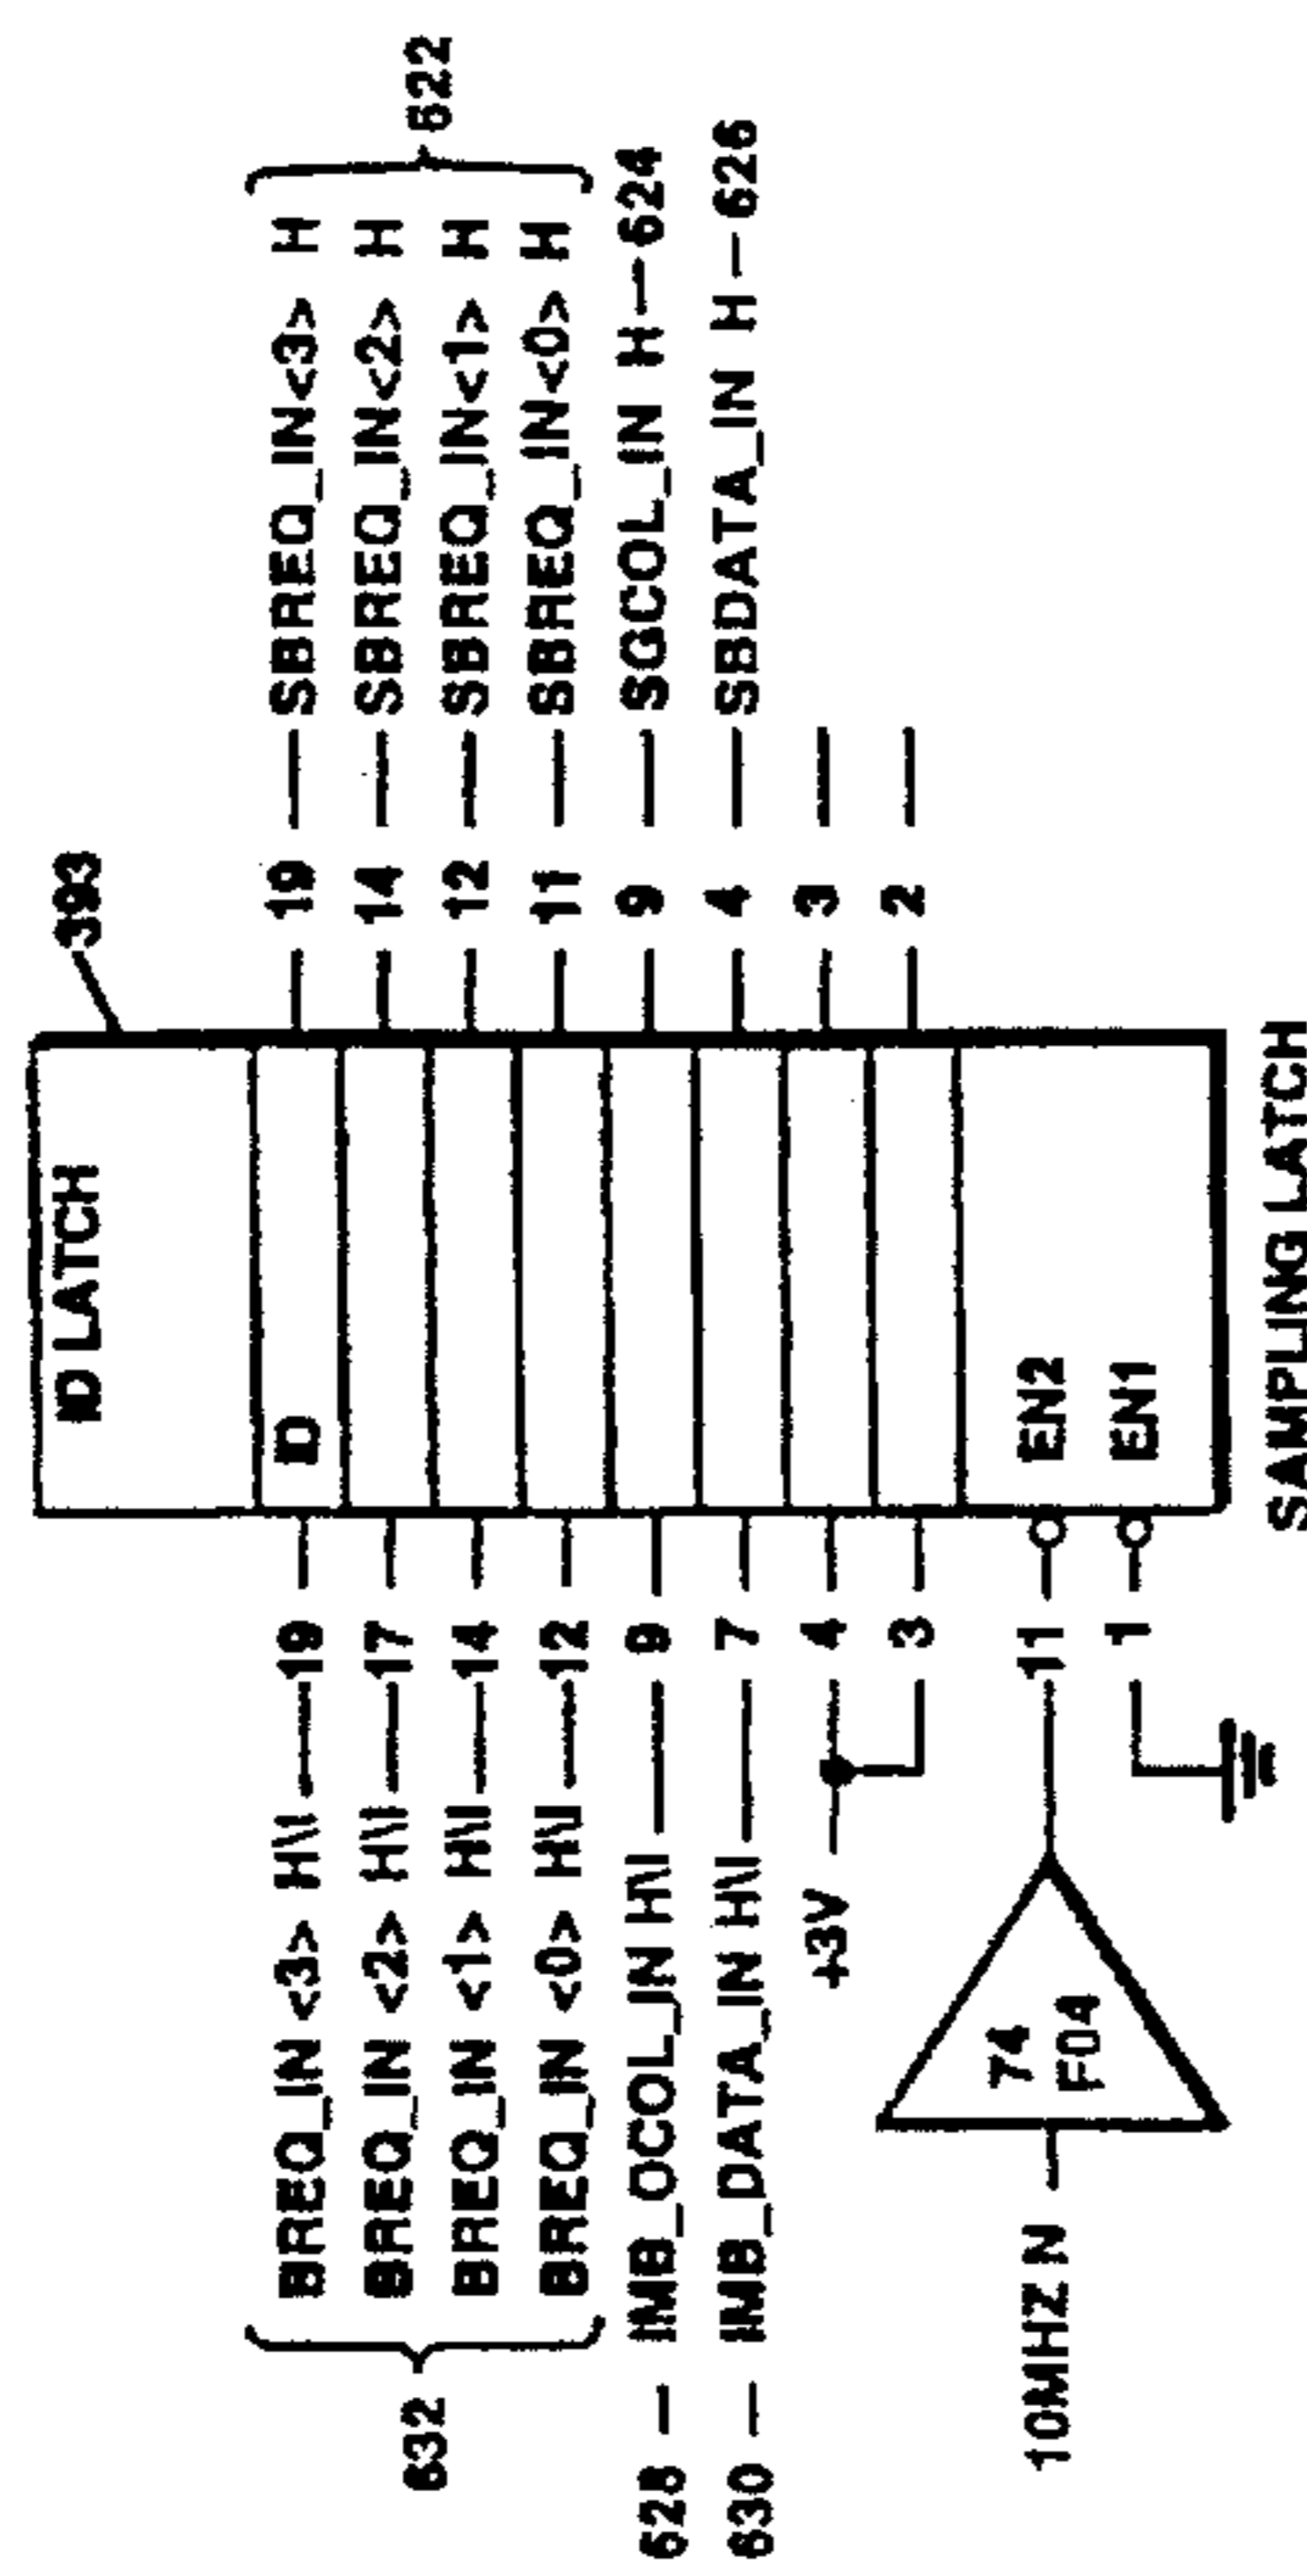 ID LATCH
393
632
BREQ_IN <3> H\I 19 ID 19 SBREQ_IN<3> H
BREQ_IN <2> H\I 17 14 SBREQ_IN<2> H
BREQ_IN <1> H\I 14 12 SBREQ_IN<1> H
BREQ_IN <0> H\I 12 11 SBREQ_IN<0> H
622
628 IMB_OCOL_IN H\I 9 9 SGCOL_IN H 624
630 IMB_DATA_IN H\I 7 4 SBDATA_IN H 626
+3V 4 3
3 2
10MHZ N 74 F04 11 EN2
1 EN1
SAMPLING LATCH